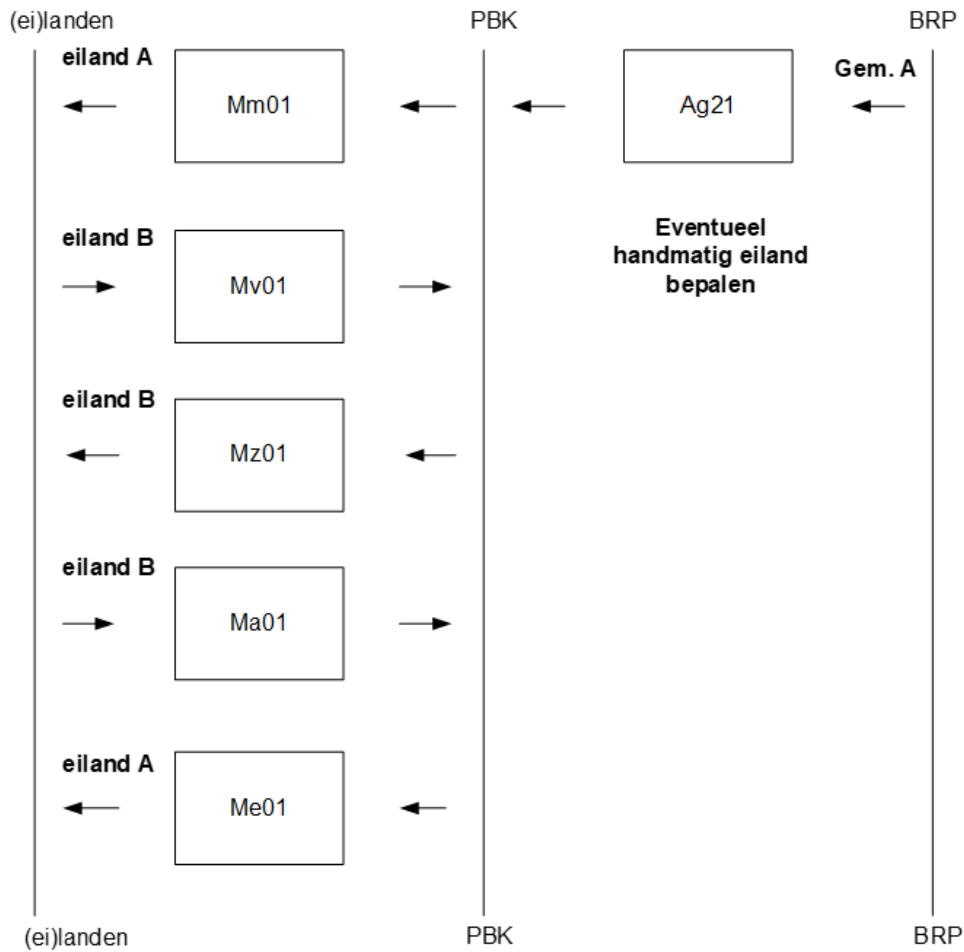 (ei)landen PBK BRP
eiland A
Gem. A
Mm01
Ag21
eiland B
Eventueel
handmatig eiland
bepalen
Mv01
eiland B
Mz01
eiland B
Ma01
eiland A
Me01
(ei)landen PBK BRP